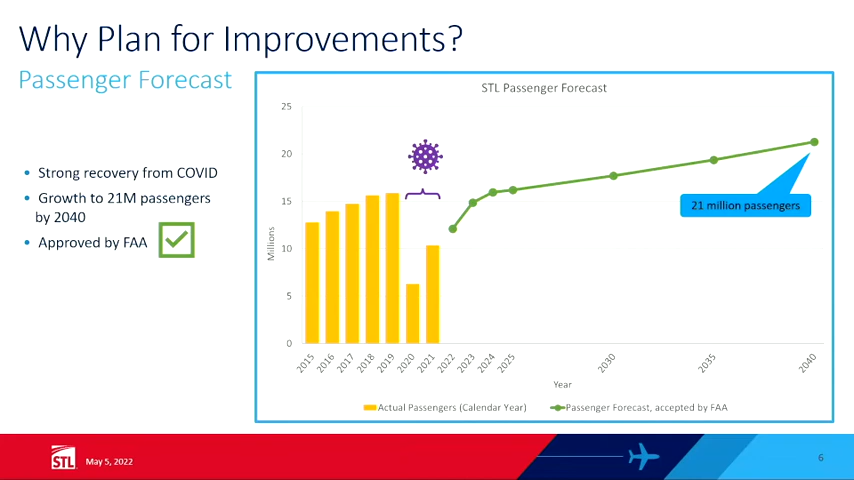 Why Plan for Improvements?
Passenger Forecast
• Strong recovery from COVID
• Growth to 21M passengers
by 2040
• Approved by FAA
STL Passenger Forecast
25
20
15
10
5
0
Millions
21 million passengers
2015
2016
2017
2018
2019
2020
2021
2022
2023
2024
2025
2030
2035
2040
Year
Actual Passengers (Calendar Year)
Passenger Forecast, accepted by FAA
STL
May 5, 2022
6